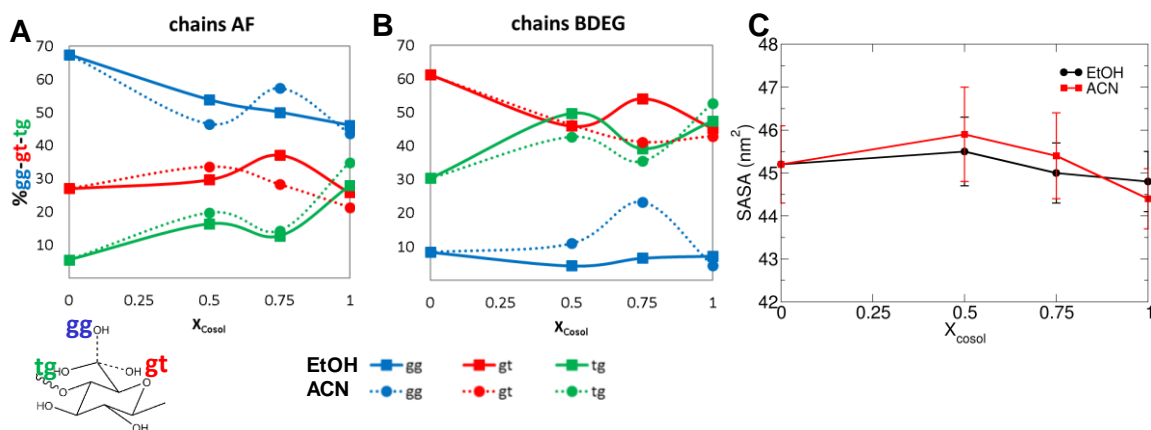 A
chains AF
%gg-gt-tg
70
60
50
40
30
20
10
0
0.25
0.5
0.75
1
XCosol
B
chains BDEG
70
60
50
40
30
20
10
0
0.25
0.5
0.75
1
XCosol
C
SASA (nm²)
48
47
46
45
44
43
42
EtOH
ACN
0
0.25
0.5
0.75
1
Xcosol
gg OH
tg HO OH gt
O O
HO O
OH
EtOH gg gt tg
ACN gg gt tg